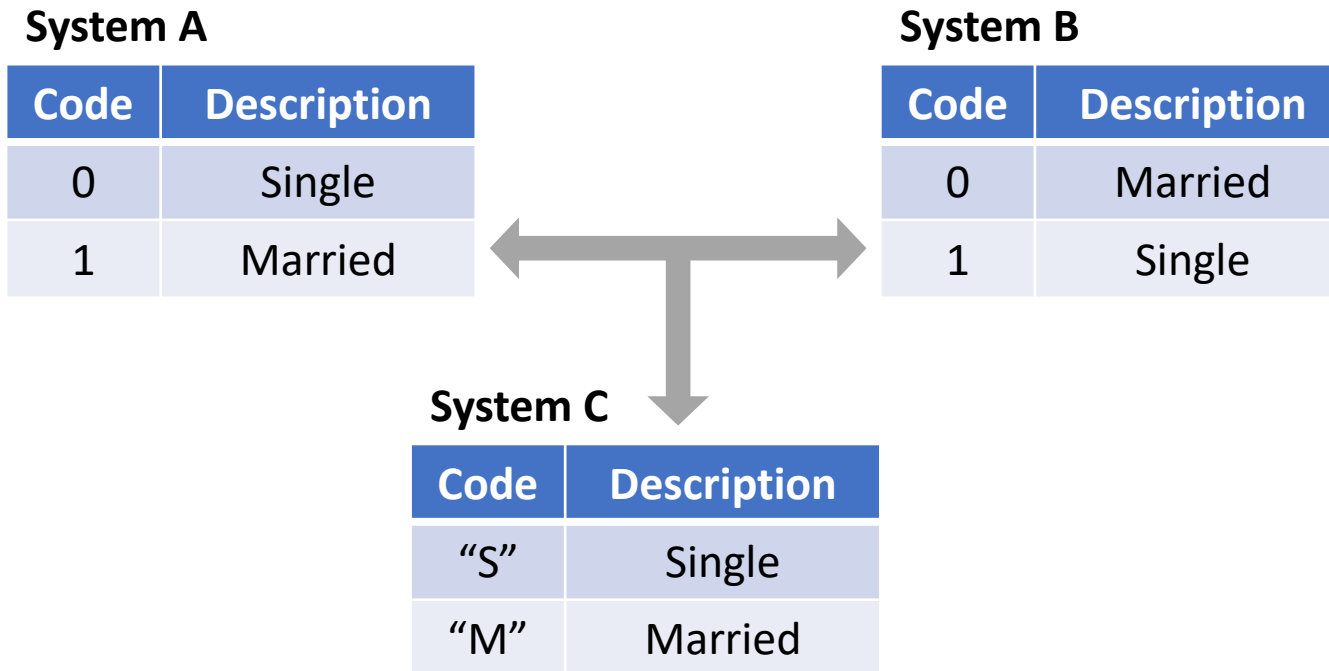 System A
Code Description
0 Single
1 Married
System B
Code Description
0 Married
1 Single
System C
Code Description
“S” Single
“M” Married